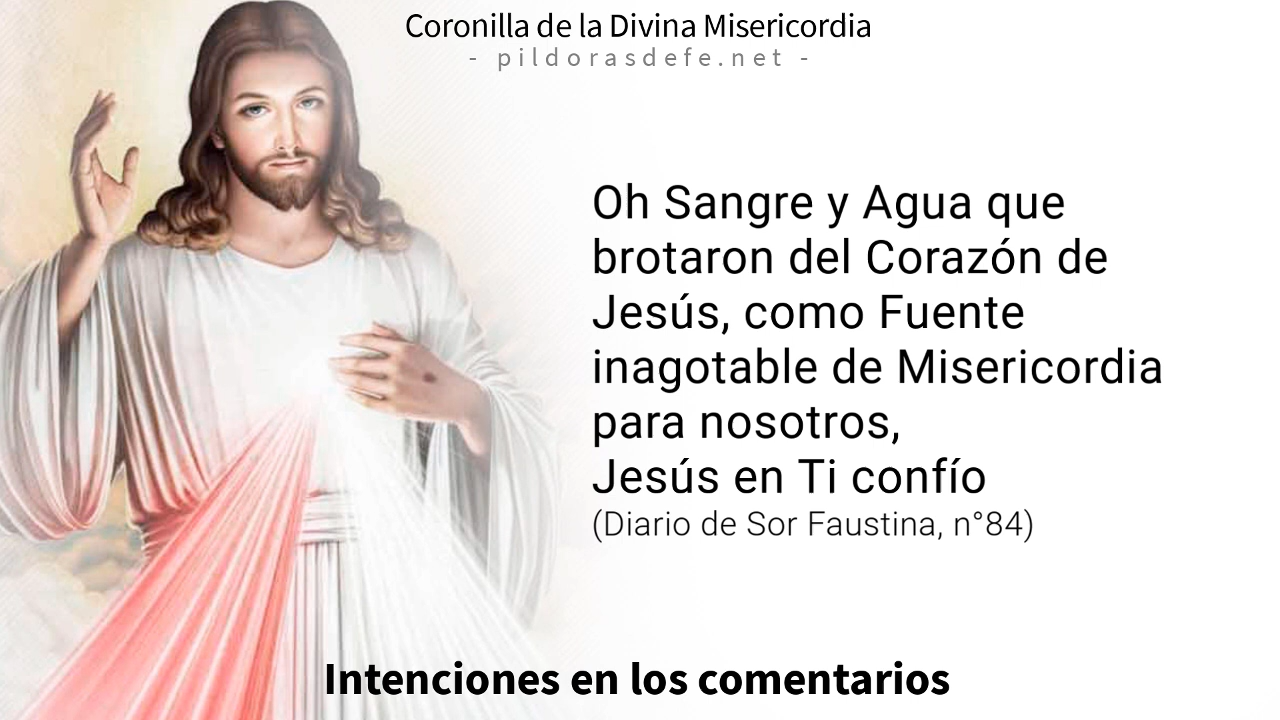 Coronilla de la Divina Misericordia
- pildorasdefe.net -
Oh Sangre y Agua que
brotaron del Corazón de
Jesús, como Fuente
inagotable de Misericordia
para nosotros,
Jesús en Ti confío
(Diario de Sor Faustina, n°84)
Intenciones en los comentarios